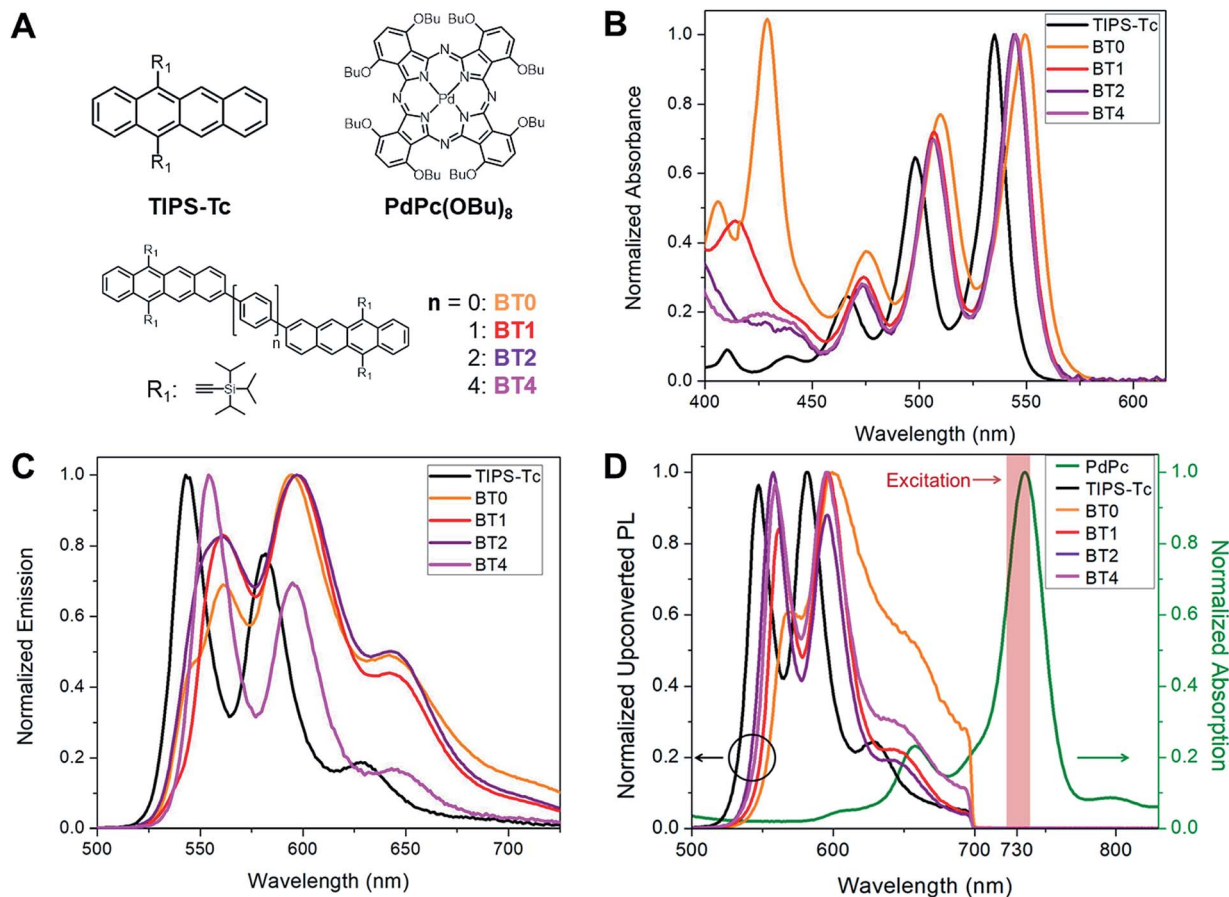 A
R1
R1
TIPS-Tc
OBu
BuO
BuO
OBu
N
N
N
N
N
Pd
N
N
N
BuO
OBu
BuO
OBu
PdPc(OBu)8
R1
R1
n
R1
R1
R1:
Si
n = 0: BT0
1: BT1
2: BT2
4: BT4
B
Normalized Absorbance
1.0
0.8
0.6
0.4
0.2
0.0
400
450
500
550
600
Wavelength (nm)
TIPS-Tc
BT0
BT1
BT2
BT4
C
Normalized Emission
1.0
0.8
0.6
0.4
0.2
0.0
500
550
600
650
700
Wavelength (nm)
TIPS-Tc
BT0
BT1
BT2
BT4
D
Normalized Upconverted PL
1.0
0.8
0.6
0.4
0.2
0.0
500
600
700
730
800
Wavelength (nm)
Excitation
PdPc
TIPS-Tc
BT0
BT1
BT2
BT4
1.0
0.8
0.6
0.4
0.2
0.0
Normalized Absorption